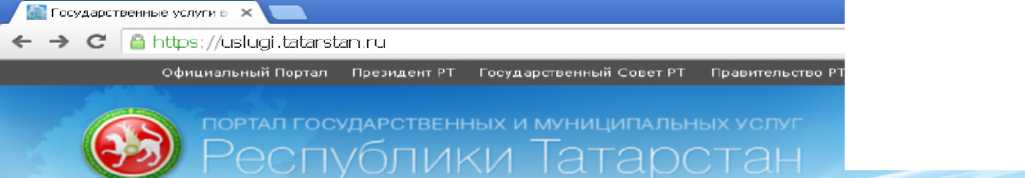 Государственные услуги в
https://uslugi.tatarstan.ru
Официальный Портал Президент РТ Государственный Совет РТ Правительство РТ
ПОРТАЛ ГОСУДАРСТВЕННЫХ И МУНИЦИПАЛЬНЫХ УСЛУГ
Республики Татарстан